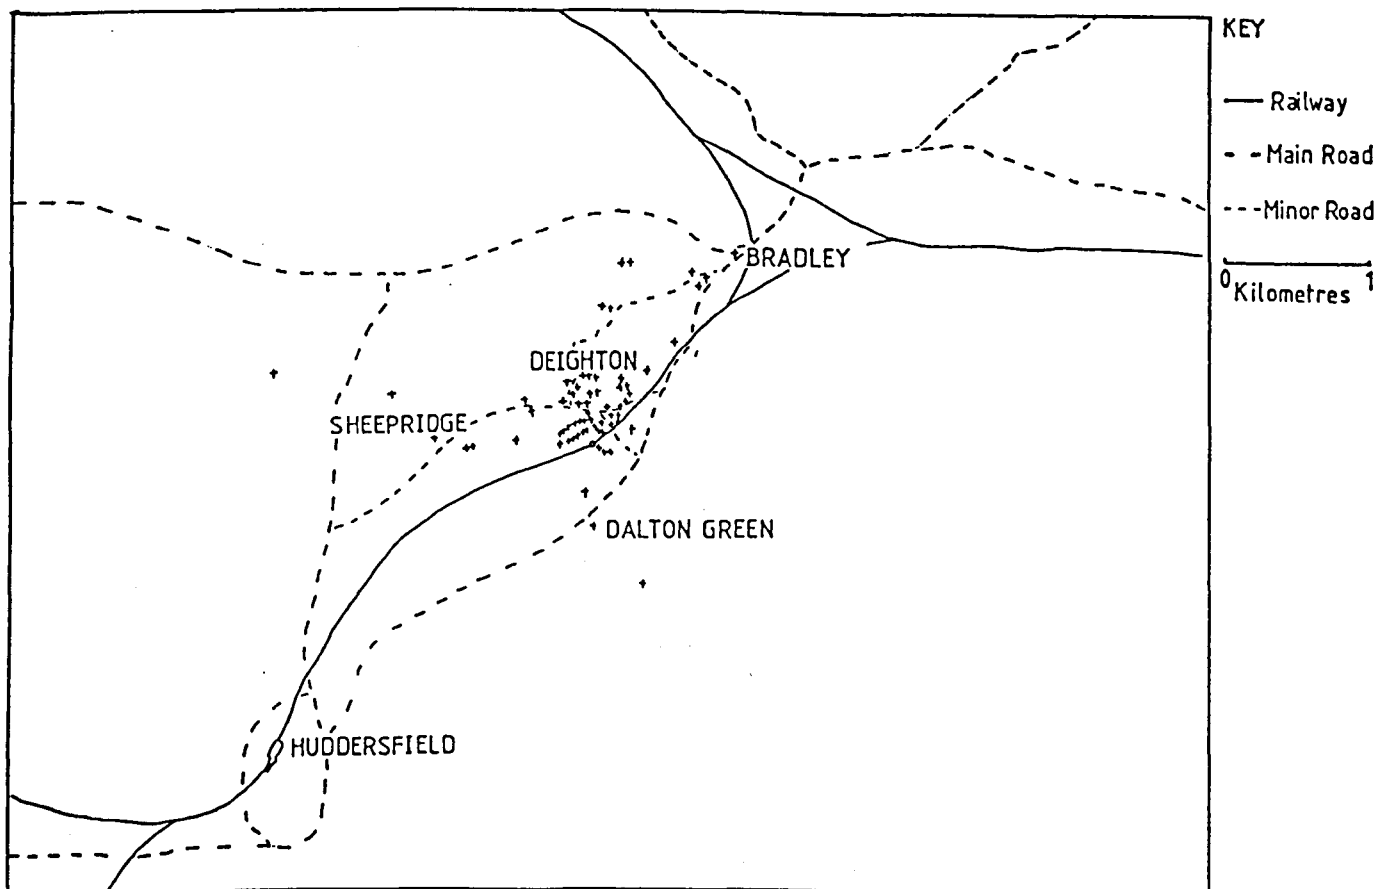 KEY
Railway
Main Road
Minor Road
0 1
Kilometres
BRADLEY
DEIGHTON
SHEEPRIDGE
DALTON GREEN
HUDDERSFIELD